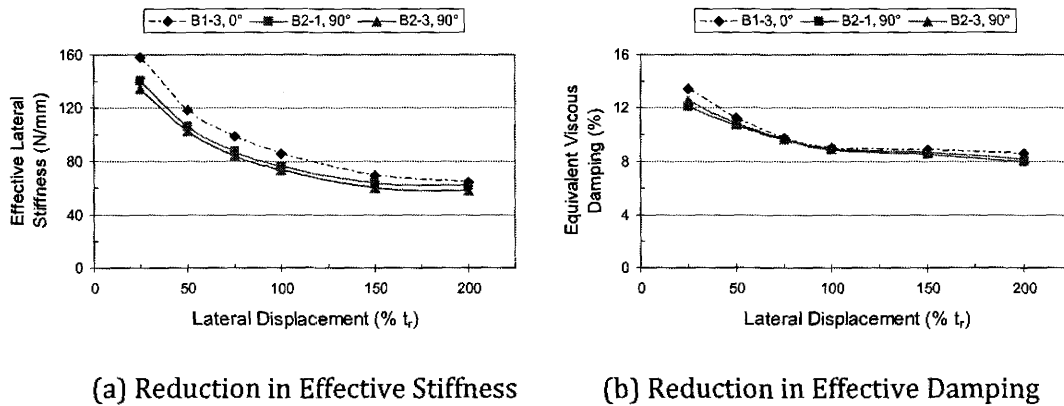 B1-3, 0° B2-1, 90° B2-3, 90°
160
120
80
40
0
Effective Lateral
Stiffness (N/mm)
0 50 100 150 200
Lateral Displacement (% tr)
(a) Reduction in Effective Stiffness
B1-3, 0° B2-1, 90° B2-3, 90°
16
12
8
4
0
Equivalent Viscous
Damping (%)
0 50 100 150 200
Lateral Displacement (% tr)
(b) Reduction in Effective Damping